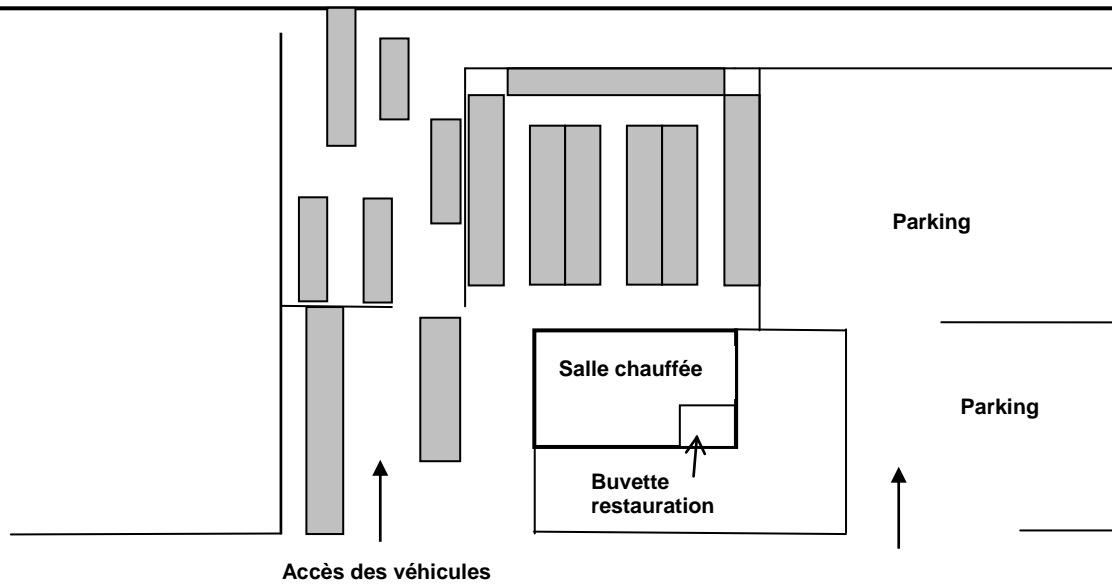 Parking
Salle chauffée
Parking
Buvette
restauration
Accès des véhicules